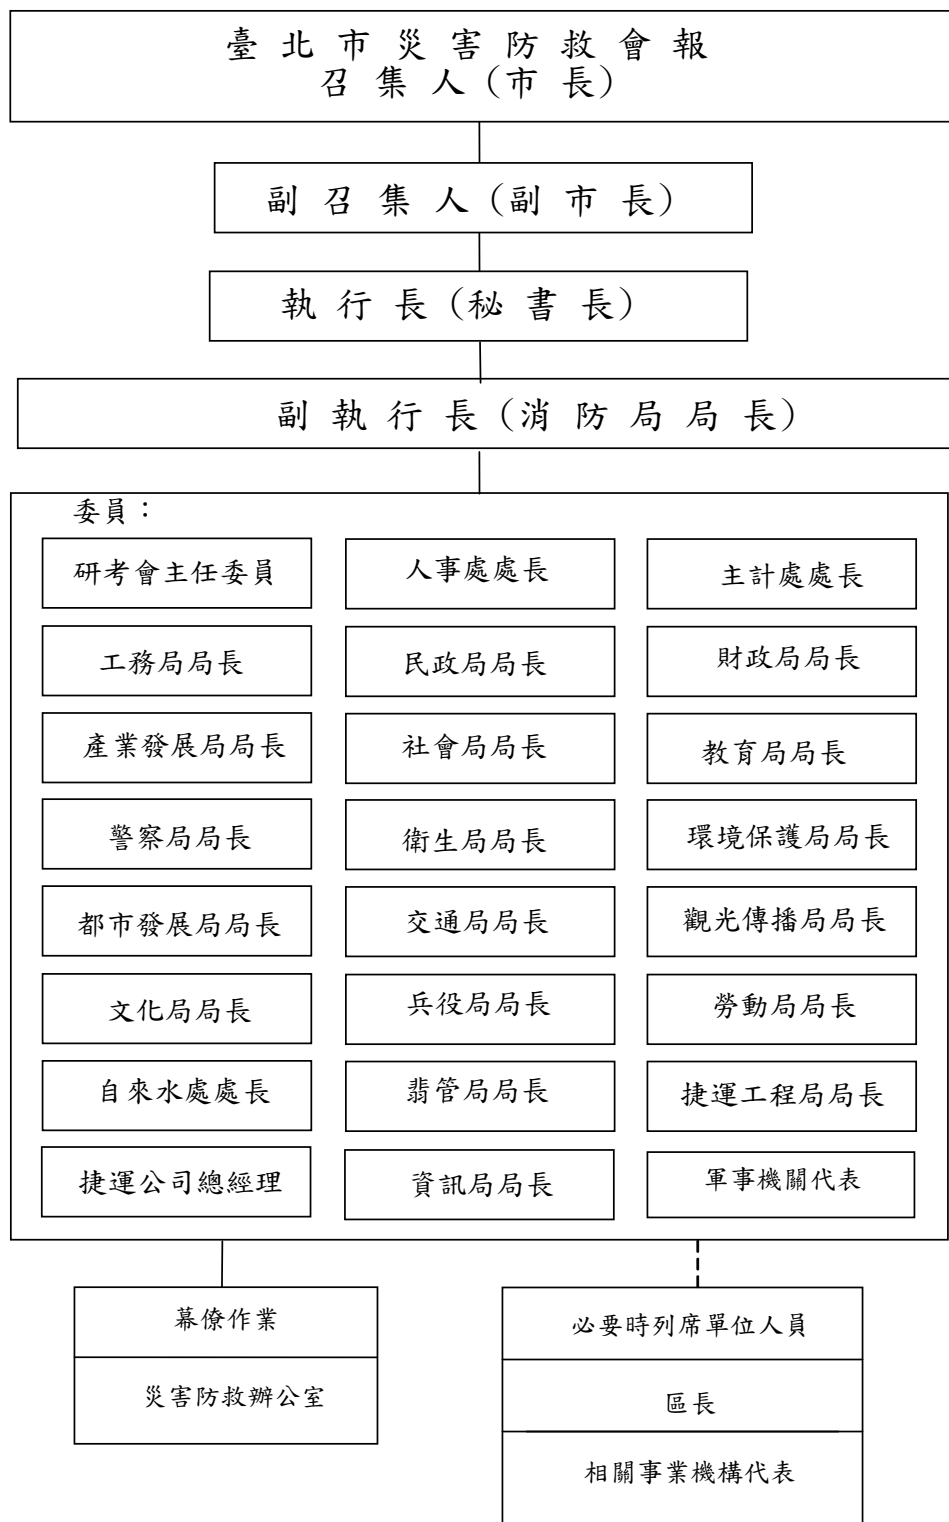 臺北市災害防救會報
召集人(市長)
副召集人(副市長)
執行長(秘書長)
副執行長(消防局局長)
委員：
研考會主任委員
人事處處長
主計處處長
工務局局長
民政局局長
財政局局長
產業發展局局長
社會局局長
教育局局長
警察局局長
衛生局局長
環境保護局局長
都市發展局局長
交通局局長
觀光傳播局局長
文化局局長
兵役局局長
勞動局局長
自來水處處長
翡管局局長
捷運工程局局長
捷運公司總經理
資訊局局長
軍事機關代表
幕僚作業
災害防救辦公室
必要時列席單位人員
區長
相關事業機構代表